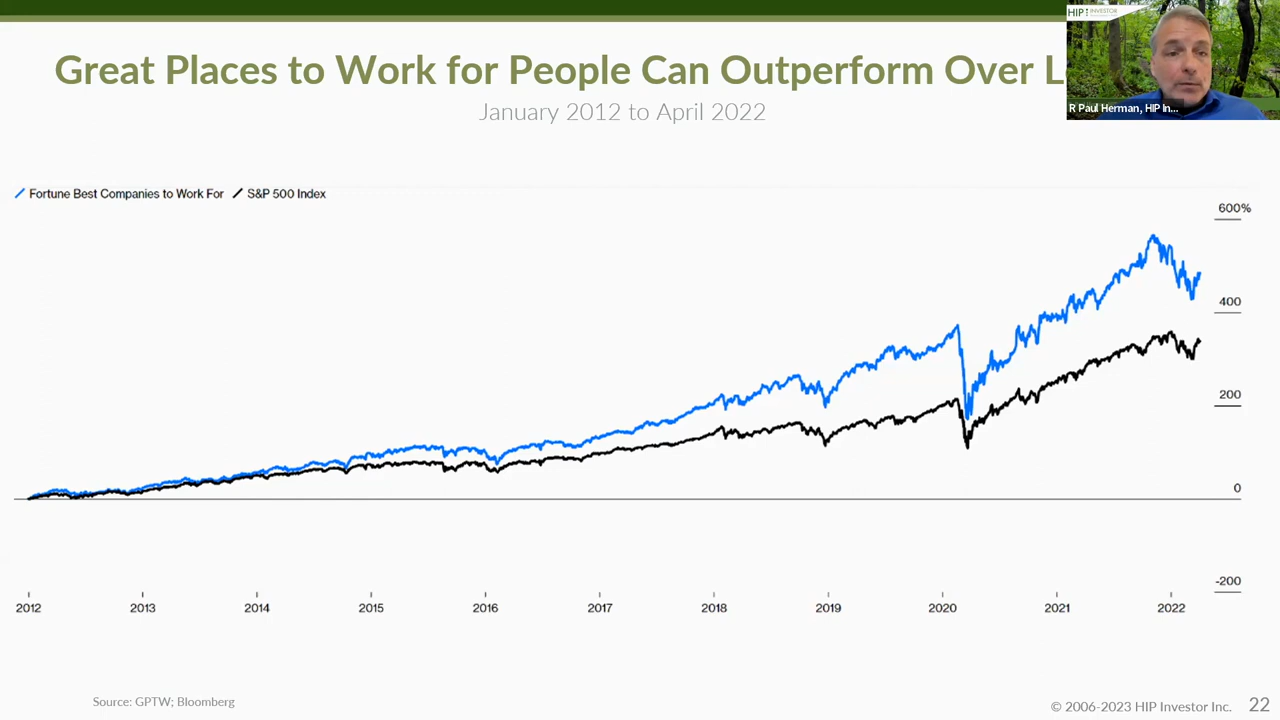 Great Places to Work for People Can Outperform Over
January 2012 to April 2022
HIP: INVESTOR
R Paul Herman, HIP In...
Fortune Best Companies to Work For S&P 500 Index
600%
400
200
0
-200
2012 2013 2014 2015 2016 2017 2018 2019 2020 2021 2022
Source: GPTW; Bloomberg
© 2006-2023 HIP Investor Inc. 22